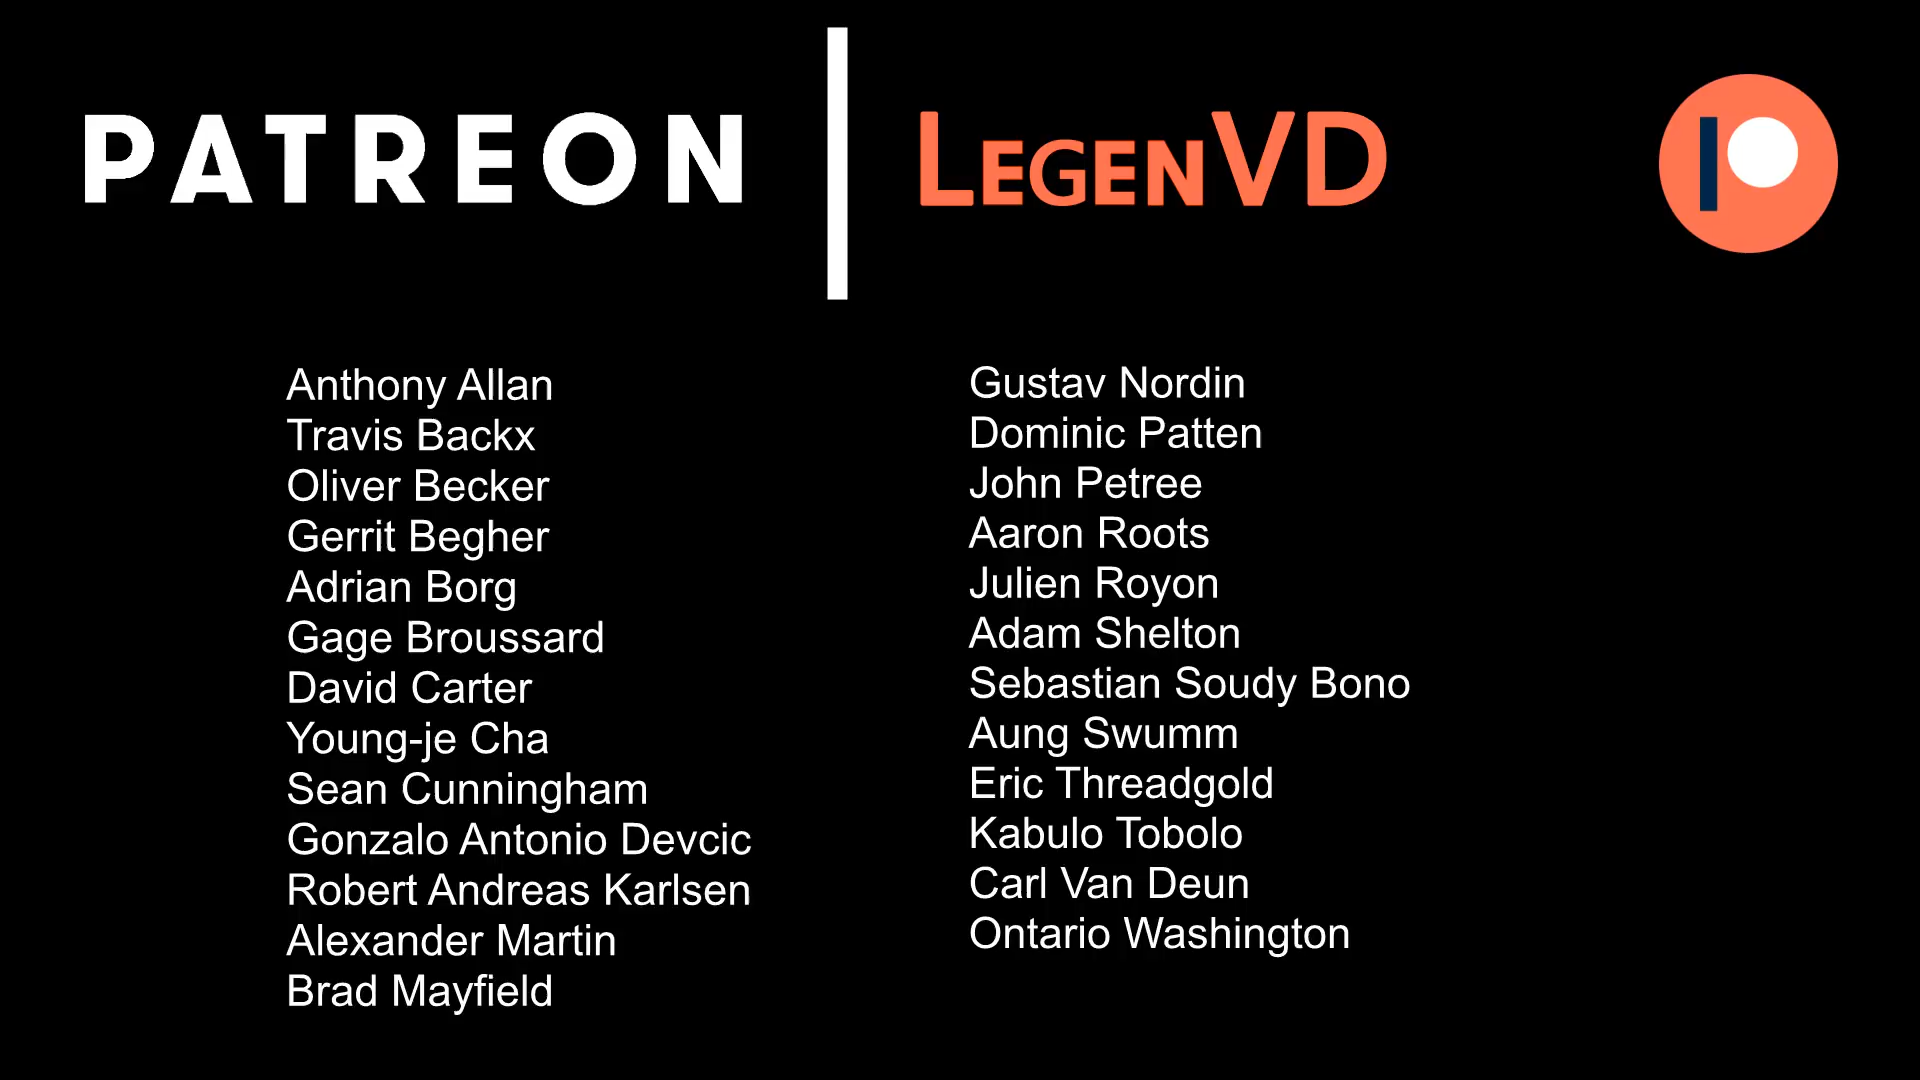 PATREON
LEGENVD
Anthony Allan
Travis Backx
Oliver Becker
Gerrit Begher
Adrian Borg
Gage Broussard
David Carter
Young-je Cha
Sean Cunningham
Gonzalo Antonio Devcic
Robert Andreas Karlsen
Alexander Martin
Brad Mayfield
Gustav Nordin
Dominic Patten
John Petree
Aaron Roots
Julien Royon
Adam Shelton
Sebastian Soudy Bono
Aung Swumm
Eric Threadgold
Kabulo Tobolo
Carl Van Deun
Ontario Washington